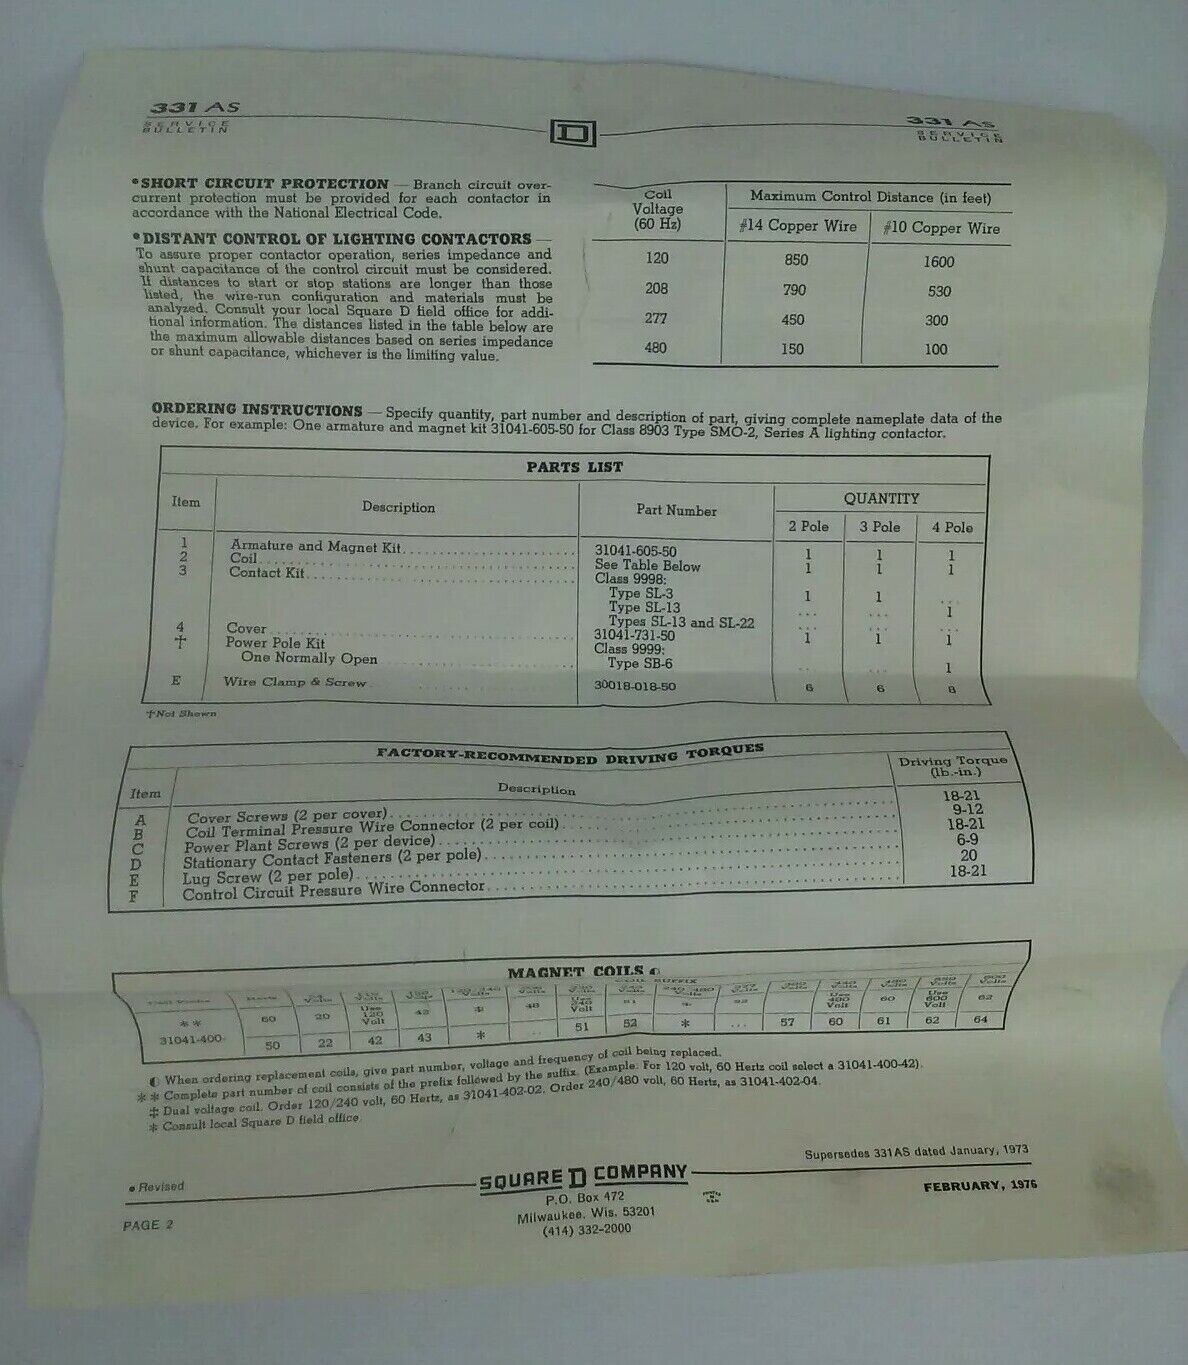 331 AS
SERVICE
BULLETIN
D
331 AS
SERVICE
BULLETIN
•SHORT CIRCUIT PROTECTION — Branch circuit over-
current protection must be provided for each contactor in
accordance with the National Electrical Code.
•DISTANT CONTROL OF LIGHTING CONTACTORS —
To assure proper contactor operation, series impedance and
shunt capacitance of the control circuit must be considered.
If distances to start or stop stations are longer than those
listed, the wire-run configuration and materials must be
analyzed. Consult your local Square D field office for addi-
tional information. The distances listed in the table below are
the maximum allowable distances based on series impedance
or shunt capacitance, whichever is the limiting value.
Coil Voltage (60 Hz) Maximum Control Distance (in feet)
#14 Copper Wire #10 Copper Wire
120 850 1600
208 790 530
277 450 300
480 150 100
ORDERING INSTRUCTIONS — Specify quantity, part number and description of part, giving complete nameplate data of the
device. For example: One armature and magnet kit 31041-605-50 for Class 8903 Type SMO-2, Series A lighting contactor.
PARTS LIST
Item Description Part Number QUANTITY
2 Pole 3 Pole 4 Pole
1 Armature and Magnet Kit 31041-605-50 1 1 1
2 Coil See Table Below 1 1 1
3 Contact Kit Class 9998:
Type SL-3 1 1 ...
Type SL-13 ... ... 1
Types SL-13 and SL-22 ... ... ...
4 Cover 31041-731-50 1 1 1
† Power Pole Kit Class 9999:
One Normally Open Type SB-6 ... ... 1
E Wire Clamp & Screw 30018-018-50 6 6 8
†Not Shown
FACTORY-RECOMMENDED DRIVING TORQUES
Item Description Driving Torque (lb.-in.)
A Cover Screws (2 per cover) 18-21
B Coil Terminal Pressure Wire Connector (2 per coil) 9-12
C Power Plant Screws (2 per device) 18-21
D Stationary Contact Fasteners (2 per pole) 6-9
E Lug Screw (2 per pole) 20
F Control Circuit Pressure Wire Connector 18-21
MAGNET COILS ◐
COIL SUFFIX
Hertz
** 60 20 Use 120 Volt 42 ‡ 48 Use 240 Volt 51 ‡ Use 480 Volt 60 Use 600 Volt 62
31041-400- 50 22 42 43 * ... 51 52 * ... 57 60 61 62 64
◐ When ordering replacement coils, give part number, voltage and frequency of coil being replaced.
** Complete part number of coil consists of the prefix followed by the suffix. (Example: For 120 volt, 60 Hertz coil select a 31041-400-42).
‡ Dual voltage coil. Order 120/240 volt, 60 Hertz, as 31041-402-02. Order 240/480 volt, 60 Hertz, as 31041-402-04.
* Consult local Square D field office.
Supersedes 331AS dated January, 1973
• Revised
SQUARE D COMPANY
FEBRUARY, 1976
PAGE 2
P.O. Box 472
Milwaukee, Wis. 53201
(414) 332-2000